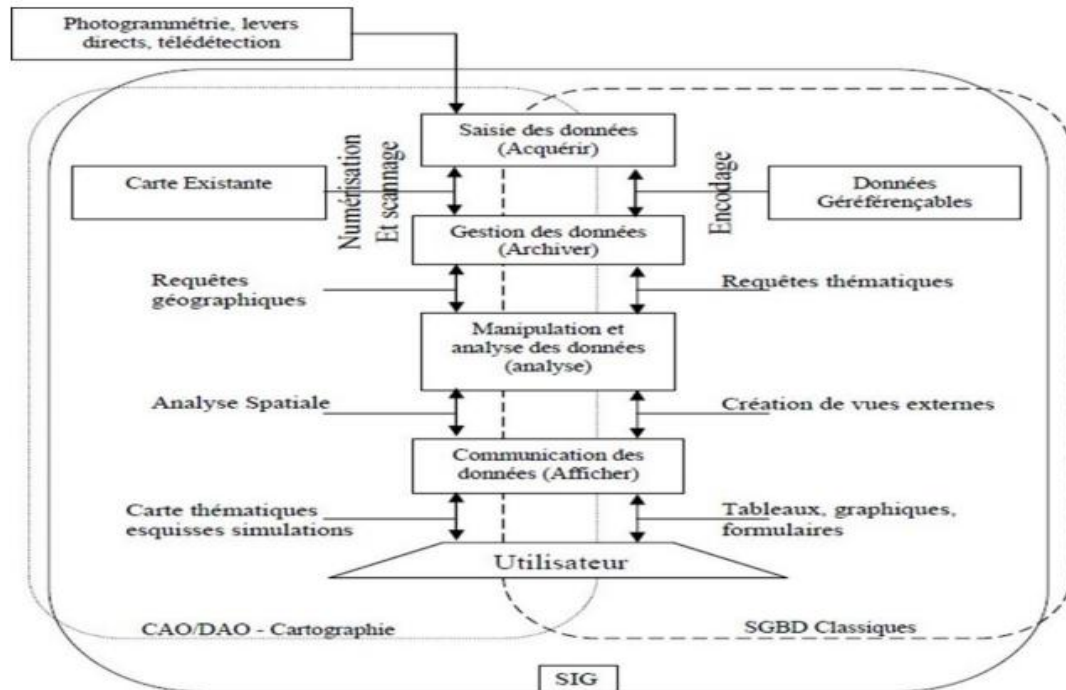 Photogrammétrie, levers
directs, télédétection
Saisie des données
(Acquérir)
Carte Existante
Numérisation
Et scannage
Encodage
Données
Géréférençables
Gestion des données
(Archiver)
Requêtes
géographiques
Requêtes thématiques
Manipulation et
analyse des données
(analyse)
Analyse Spatiale
Création de vues externes
Communication des
données (Afficher)
Carte thématiques
esquisses simulations
Tableaux, graphiques,
formulaires
Utilisateur
CAO/DAO - Cartographie
SGBD Classiques
SIG